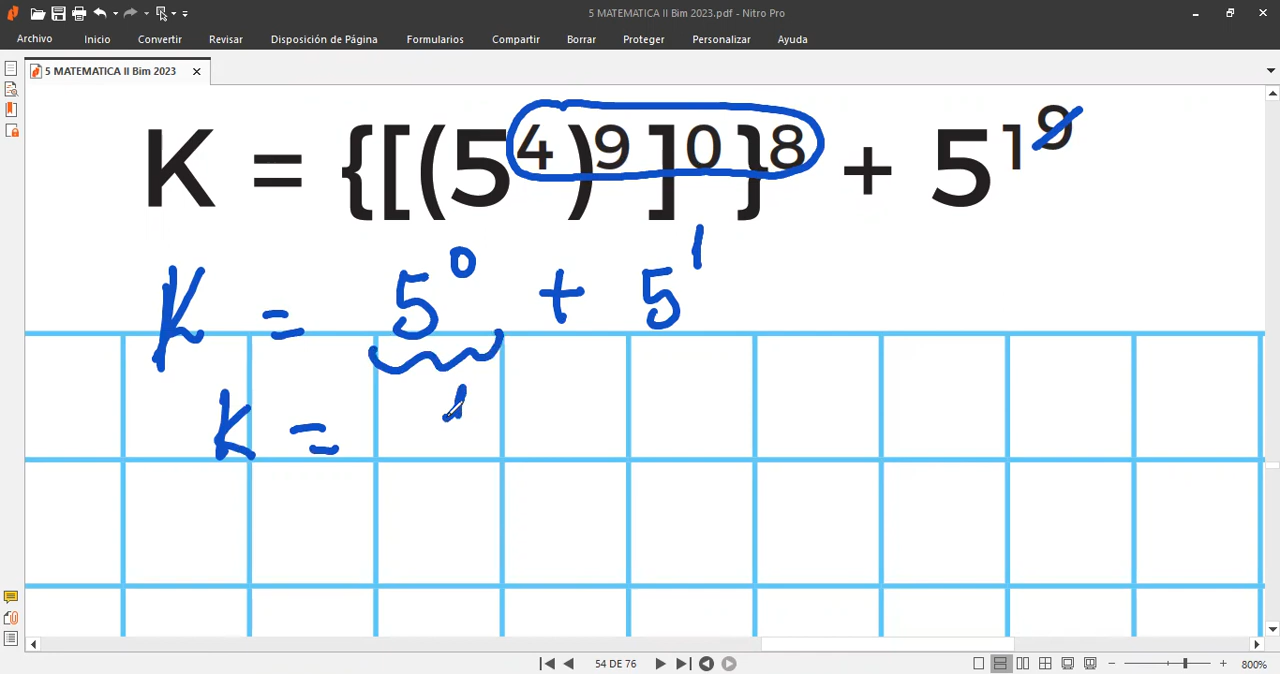 5 MATEMATICA II Bim 2023.pdf - Nitro Pro
Archivo Inicio Convertir Revisar Disposición de Página Formularios Compartir Borrar Proteger Personalizar Ayuda
5 MATEMATICA II Bim 2023
K = {[(5⁴)⁹]⁰}⁸ + 5¹⁹
K = 5⁰ + 5¹
K = 1
54 DE 76
800%